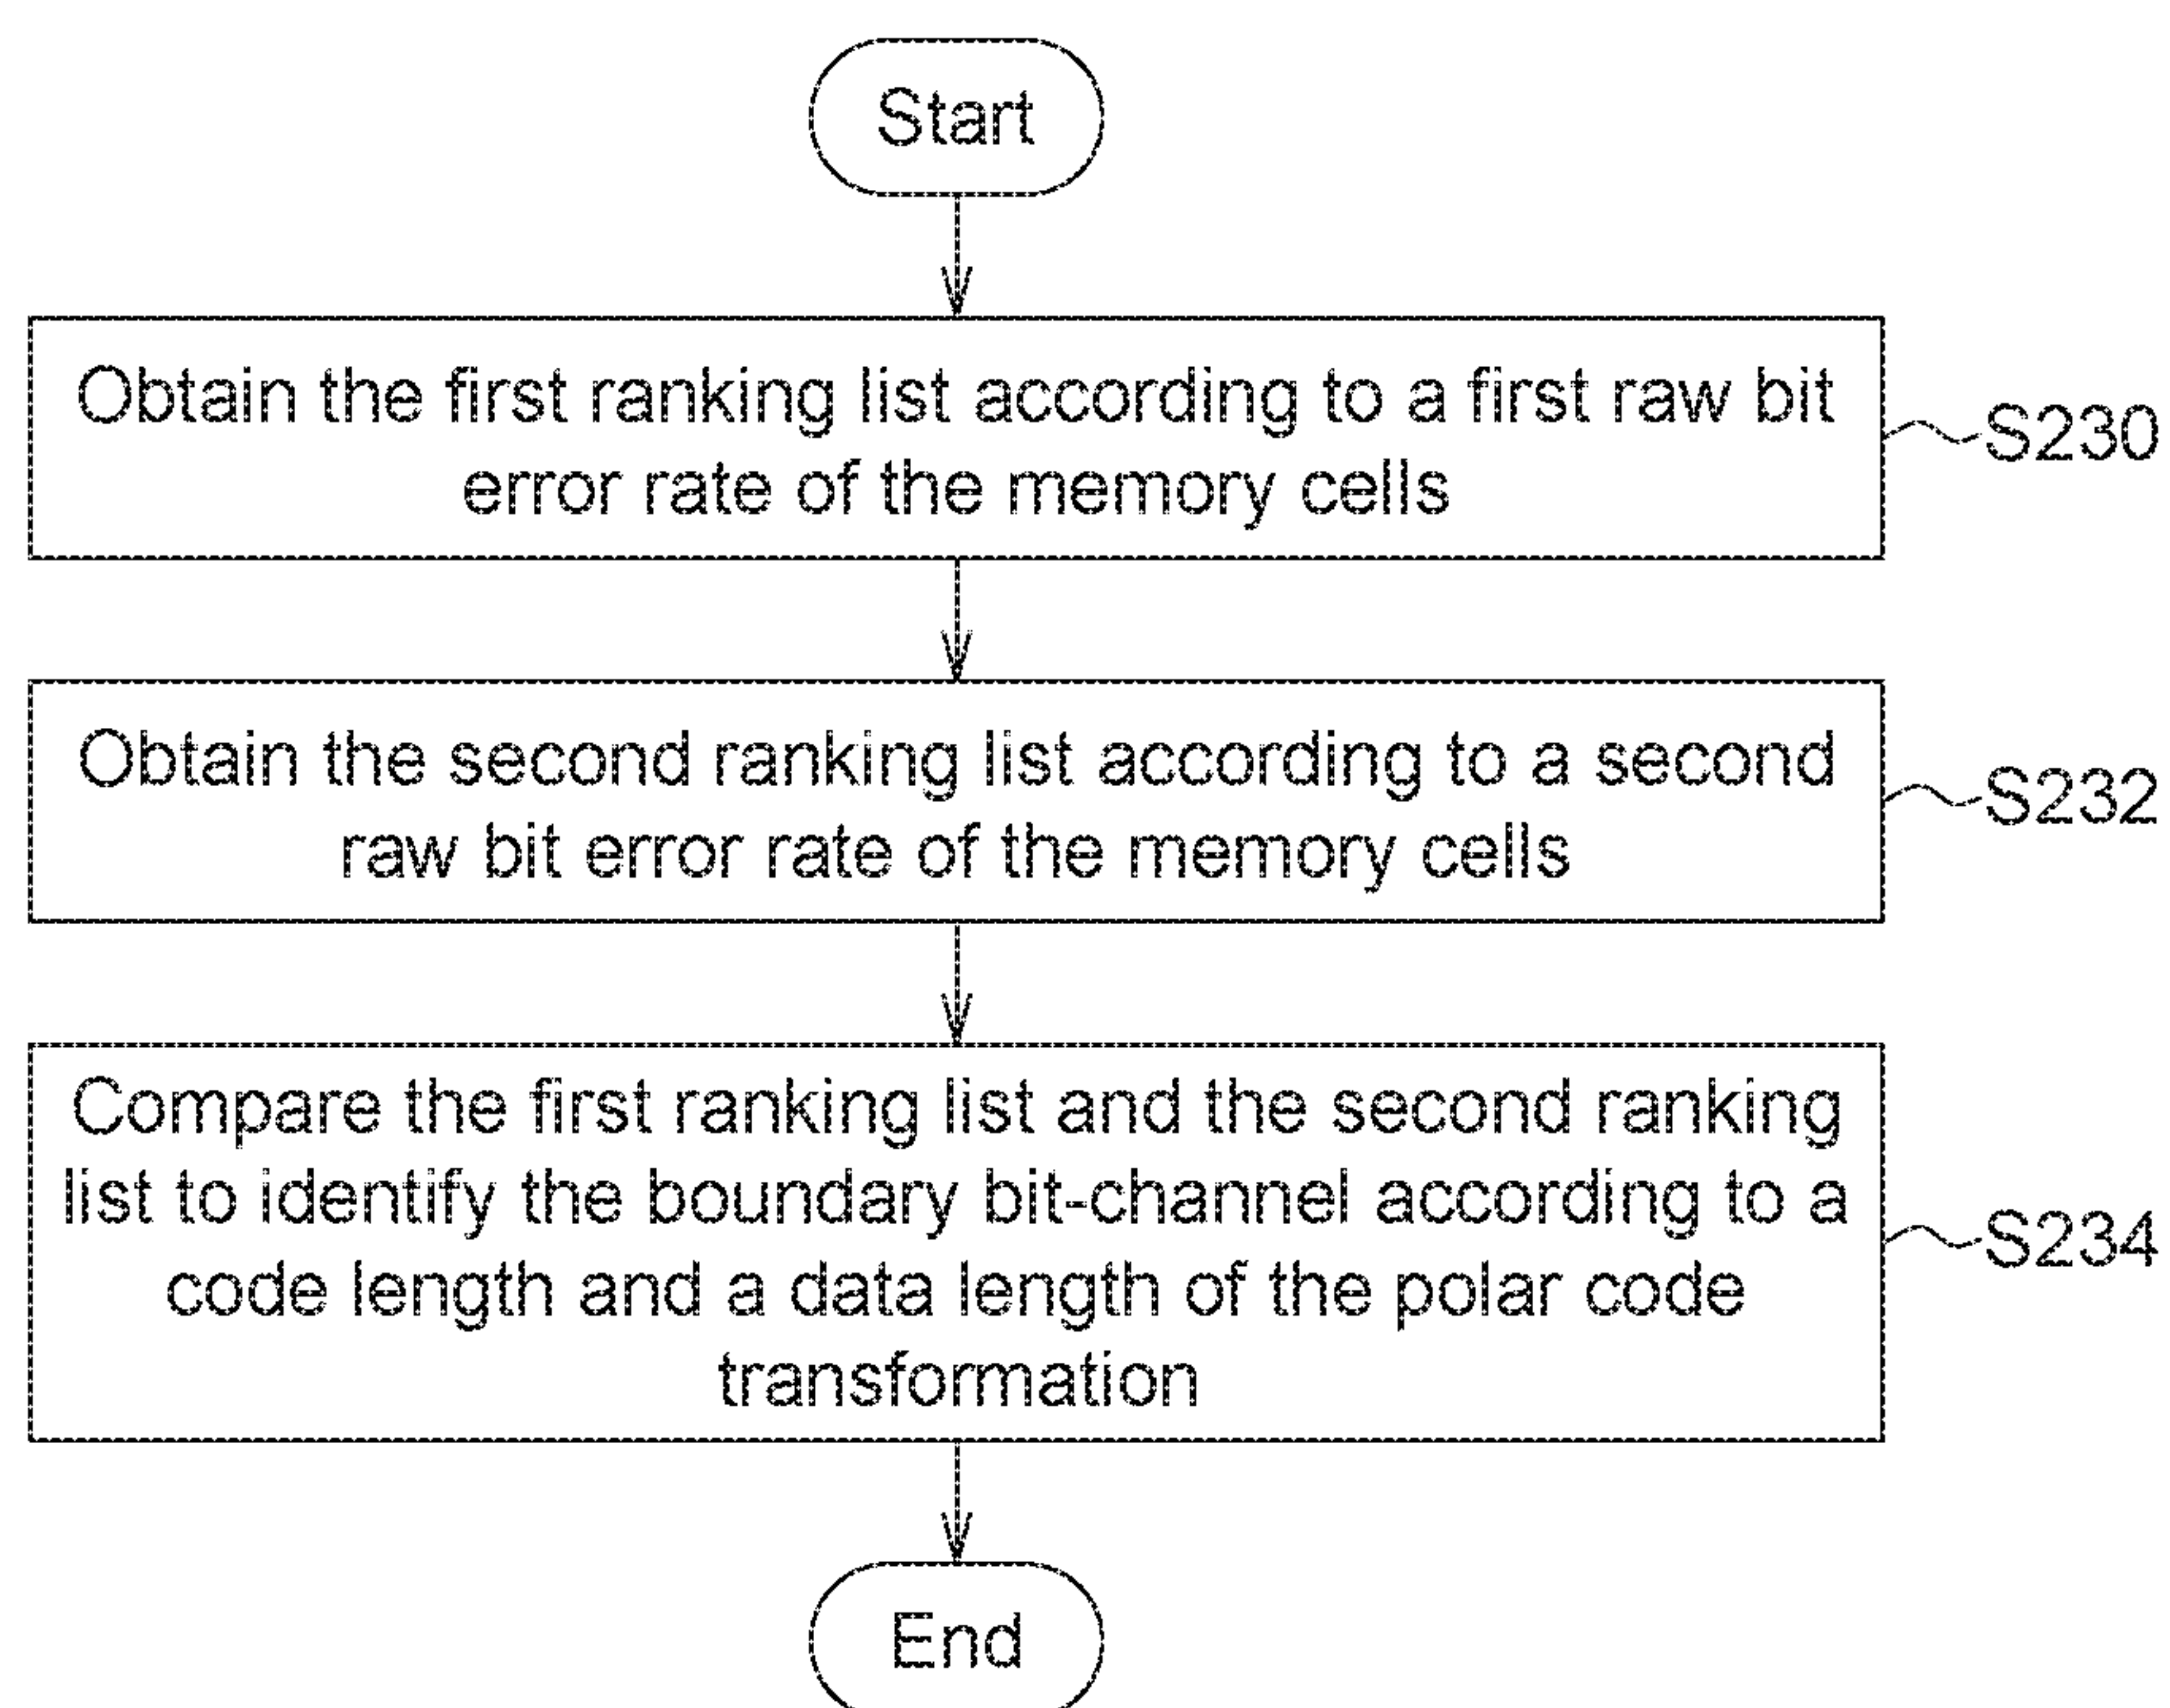 Start
Obtain the first ranking list according to a first raw bit
error rate of the memory cells
S230
Obtain the second ranking list according to a second
raw bit error rate of the memory cells
S232
Compare the first ranking list and the second ranking
list to identify the boundary bit-channel according to a
code length and a data length of the polar code
transformation
S234
End